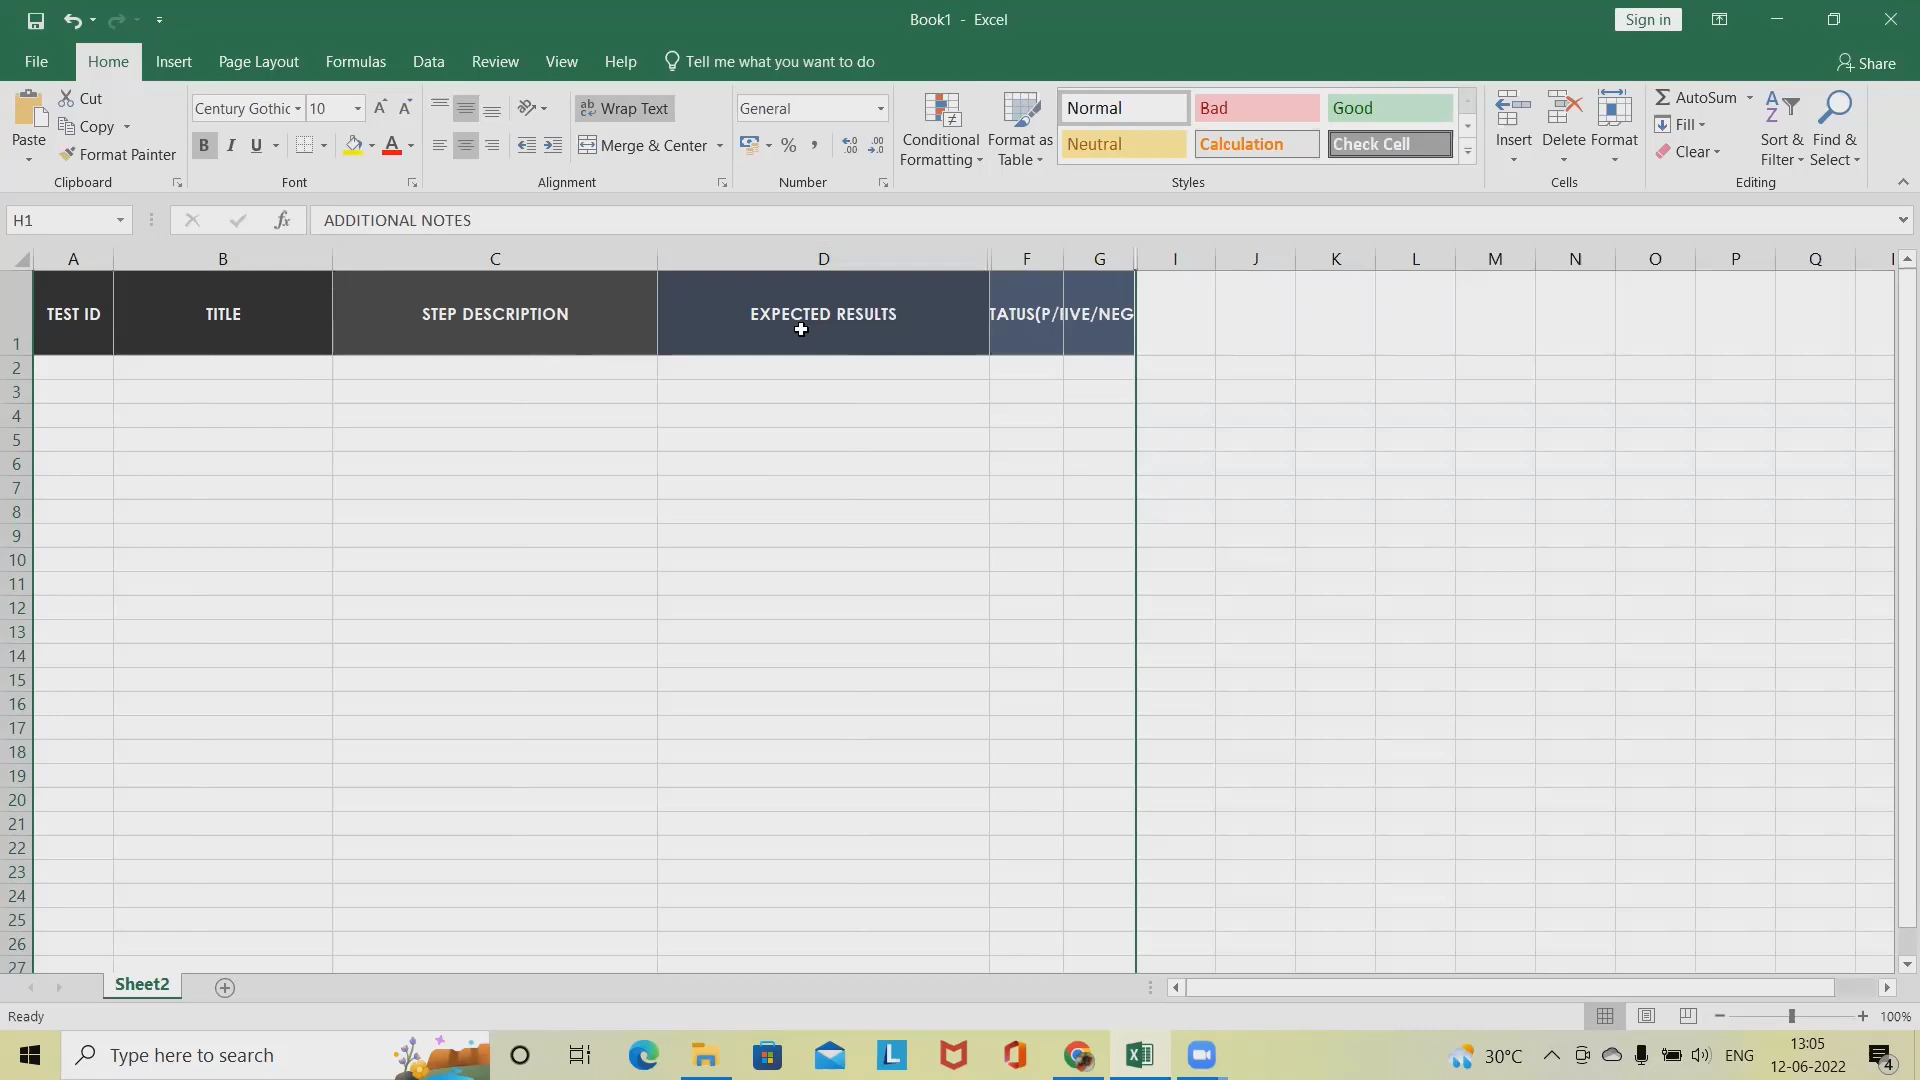 Book1 - Excel
Sign in
File Home Insert Page Layout Formulas Data Review View Help Tell me what you want to do
Share
Paste
Cut
Copy
Format Painter
Clipboard
Century Gothic 10
B I U
Font
Wrap Text
Merge & Center
Alignment
General
Number
Conditional Formatting
Format as Table
Normal Bad Good
Neutral Calculation Check Cell
Styles
Insert Delete Format
Cells
AutoSum
Fill
Clear
Sort & Filter
Find & Select
Editing
H1 fx ADDITIONAL NOTES
A B C D F G I J K L M N O P Q
1 TEST ID TITLE STEP DESCRIPTION EXPECTED RESULTS TATUS(P/ IVE/NEG
2
3
4
5
6
7
8
9
10
11
12
13
14
15
16
17
18
19
20
21
22
23
24
25
26
27
Sheet2
Ready
100%
Type here to search
30°C
ENG
13:05
12-06-2022
4